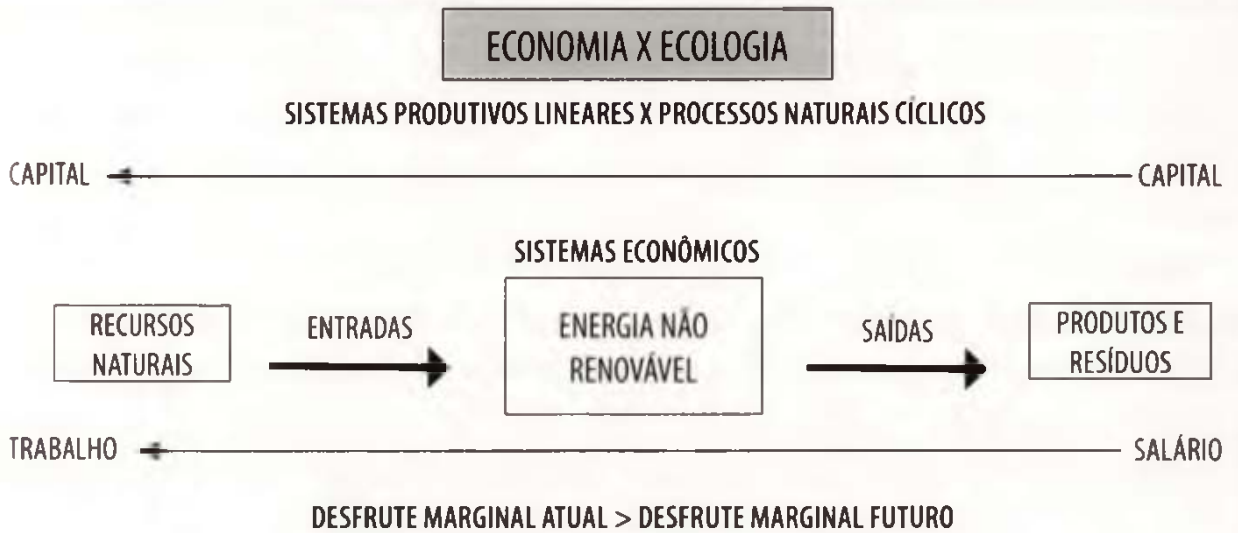 ECONOMIA X ECOLOGIA
SISTEMAS PRODUTIVOS LINEARES X PROCESSOS NATURAIS CÍCLICOS
CAPITAL CAPITAL
SISTEMAS ECONÔMICOS
RECURSOS
NATURAIS
ENTRADAS
ENERGIA NÃO
RENOVÁVEL
SAÍDAS
PRODUTOS E
RESÍDUOS
TRABALHO SALÁRIO
DESFRUTE MARGINAL ATUAL > DESFRUTE MARGINAL FUTURO